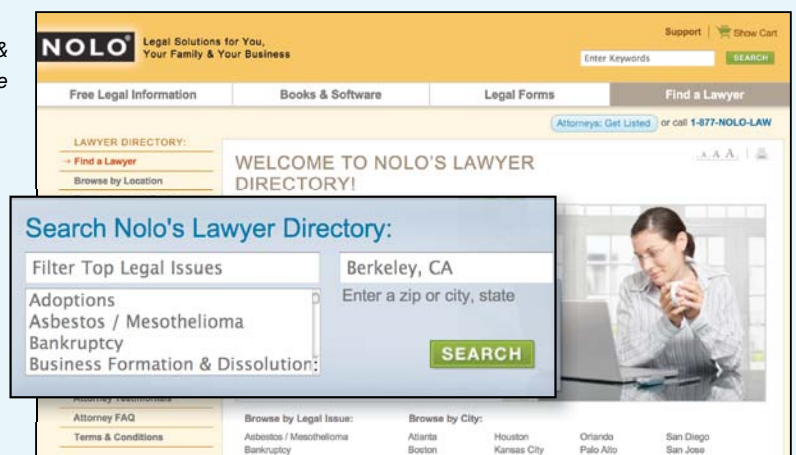 &
e
NOLO®
Legal Solutions for You,
Your Family & Your Business
Support | Show Cart
Enter Keywords
SEARCH
Free Legal Information
Books & Software
Legal Forms
Find a Lawyer
Attorneys: Get Listed or call 1-877-NOLO-LAW
LAWYER DIRECTORY:
→ Find a Lawyer
Browse by Location
A A A
WELCOME TO NOLO'S LAWYER
DIRECTORY!
Search Nolo's Lawyer Directory:
Filter Top Legal Issues
Berkeley, CA
Enter a zip or city, state
Adoptions
Asbestos / Mesothelioma
Bankruptcy
Business Formation & Dissolution:
SEARCH
Attorney Testimonials
Attorney FAQ
Terms & Conditions
Browse by Legal Issue:
Asbestos / Mesothelioma
Bankruptcy
Browse by City:
Atlanta Houston Orlando San Diego
Boston Kansas City Palo Alto San Jose